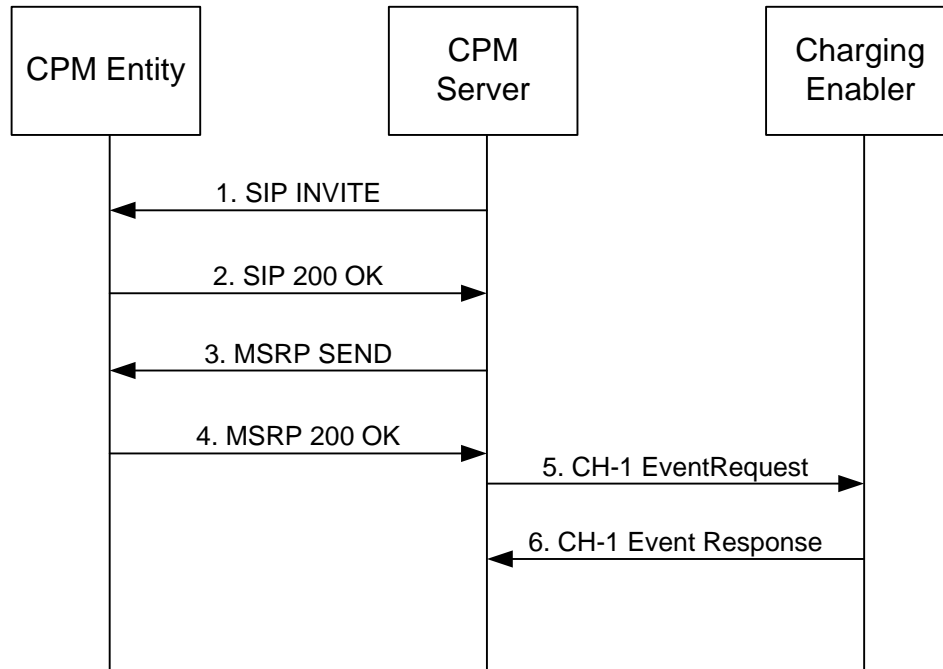 CPM Entity
CPM
Server
Charging
Enabler
1. SIP INVITE
2. SIP 200 OK
3. MSRP SEND
4. MSRP 200 OK
5. CH-1 EventRequest
6. CH-1 Event Response